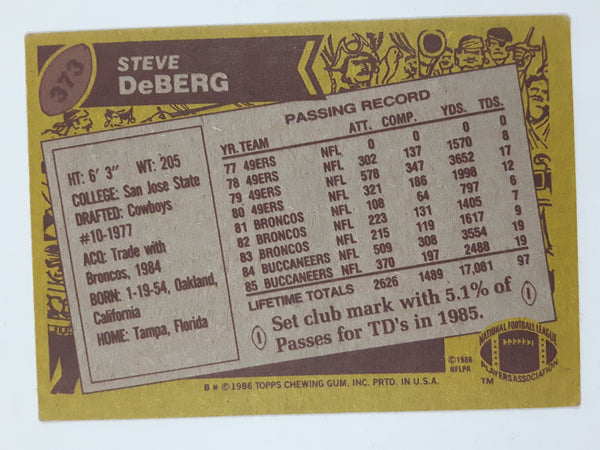 373
STEVE
DeBERG
HT: 6' 3" WT: 205
COLLEGE: San Jose State
DRAFTED: Cowboys
#10-1977
ACQ: Trade with
Broncos, 1984
BORN: 1-19-54, Oakland,
California
HOME: Tampa, Florida
PASSING RECORD
YR. TEAM ATT. COMP. YDS. TDS.
77 49ERS NFL 0 0 0 0
78 49ERS NFL 302 137 1570 8
79 49ERS NFL 578 347 3652 17
80 49ERS NFL 321 186 1998 12
81 BRONCOS NFL 108 64 797 6
82 BRONCOS NFL 223 131 1405 7
83 BRONCOS NFL 215 119 1617 9
84 BUCCANEERS NFL 509 308 3554 19
85 BUCCANEERS NFL 370 197 2488 19
LIFETIME TOTALS 2626 1489 17,081 97
Set club mark with 5.1% of
Passes for TD's in 1985.
©1986
NFLPA
NATIONAL FOOTBALL LEAGUE
PLAYERS ASSOCIATION
TM
B * © 1986 TOPPS CHEWING GUM, INC. PRTD. IN U.S.A.